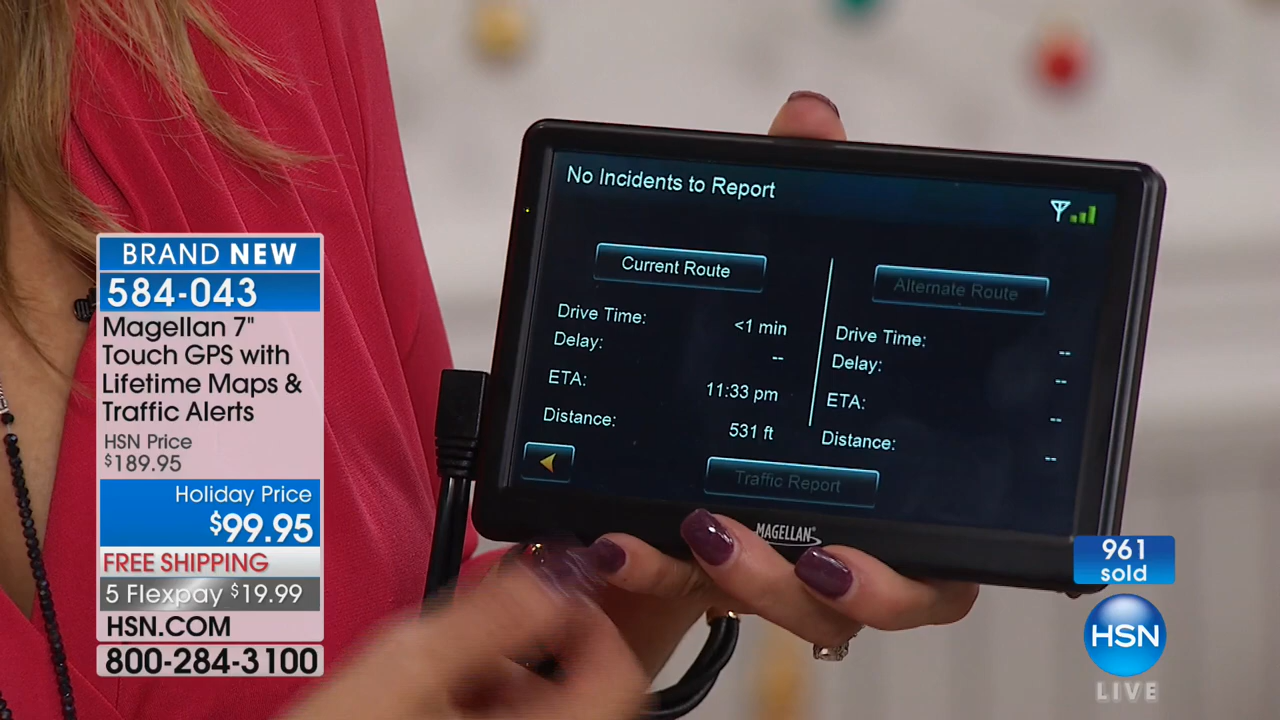 BRAND NEW
584-043
Magellan 7"
Touch GPS with
Lifetime Maps &
Traffic Alerts
HSN Price
$189.95
Holiday Price
$99.95
FREE SHIPPING
5 Flexpay $19.99
HSN.COM
800-284-3100
No Incidents to Report
Current Route
Drive Time: <1 min
Delay: --
ETA: 11:33 pm
Distance: 531 ft
Alternate Route
Drive Time: --
Delay: --
ETA: --
Distance: --
Traffic Report
MAGELLAN®
961
sold
HSN
LIVE